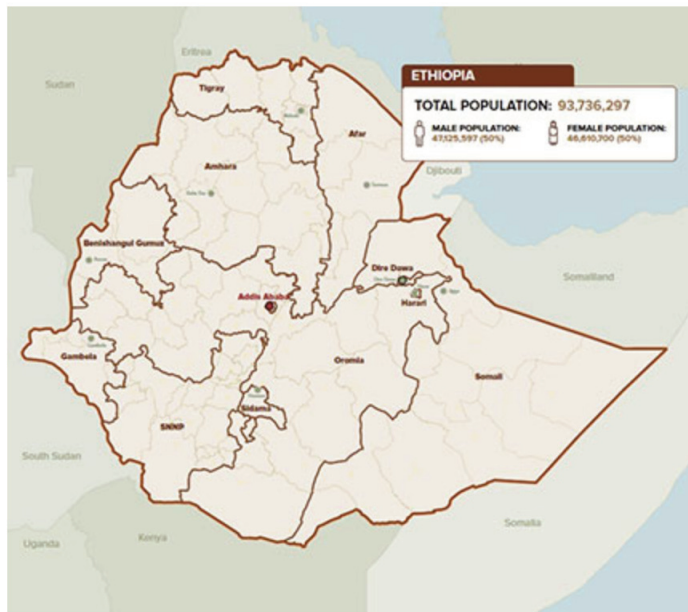 Eritrea
Sudan
ETHIOPIA
TOTAL POPULATION: 93,736,297
MALE POPULATION:
47,125,597 (50%)
FEMALE POPULATION:
46,610,700 (50%)
Tigray
Afar
Amhara
Djibouti
Benishangul Gumuz
Dire Dawa
Somaliland
Addis Ababa
Harari
Gambela
Oromia
Somali
Sidama
SNNP
South Sudan
Somalia
Kenya
Uganda